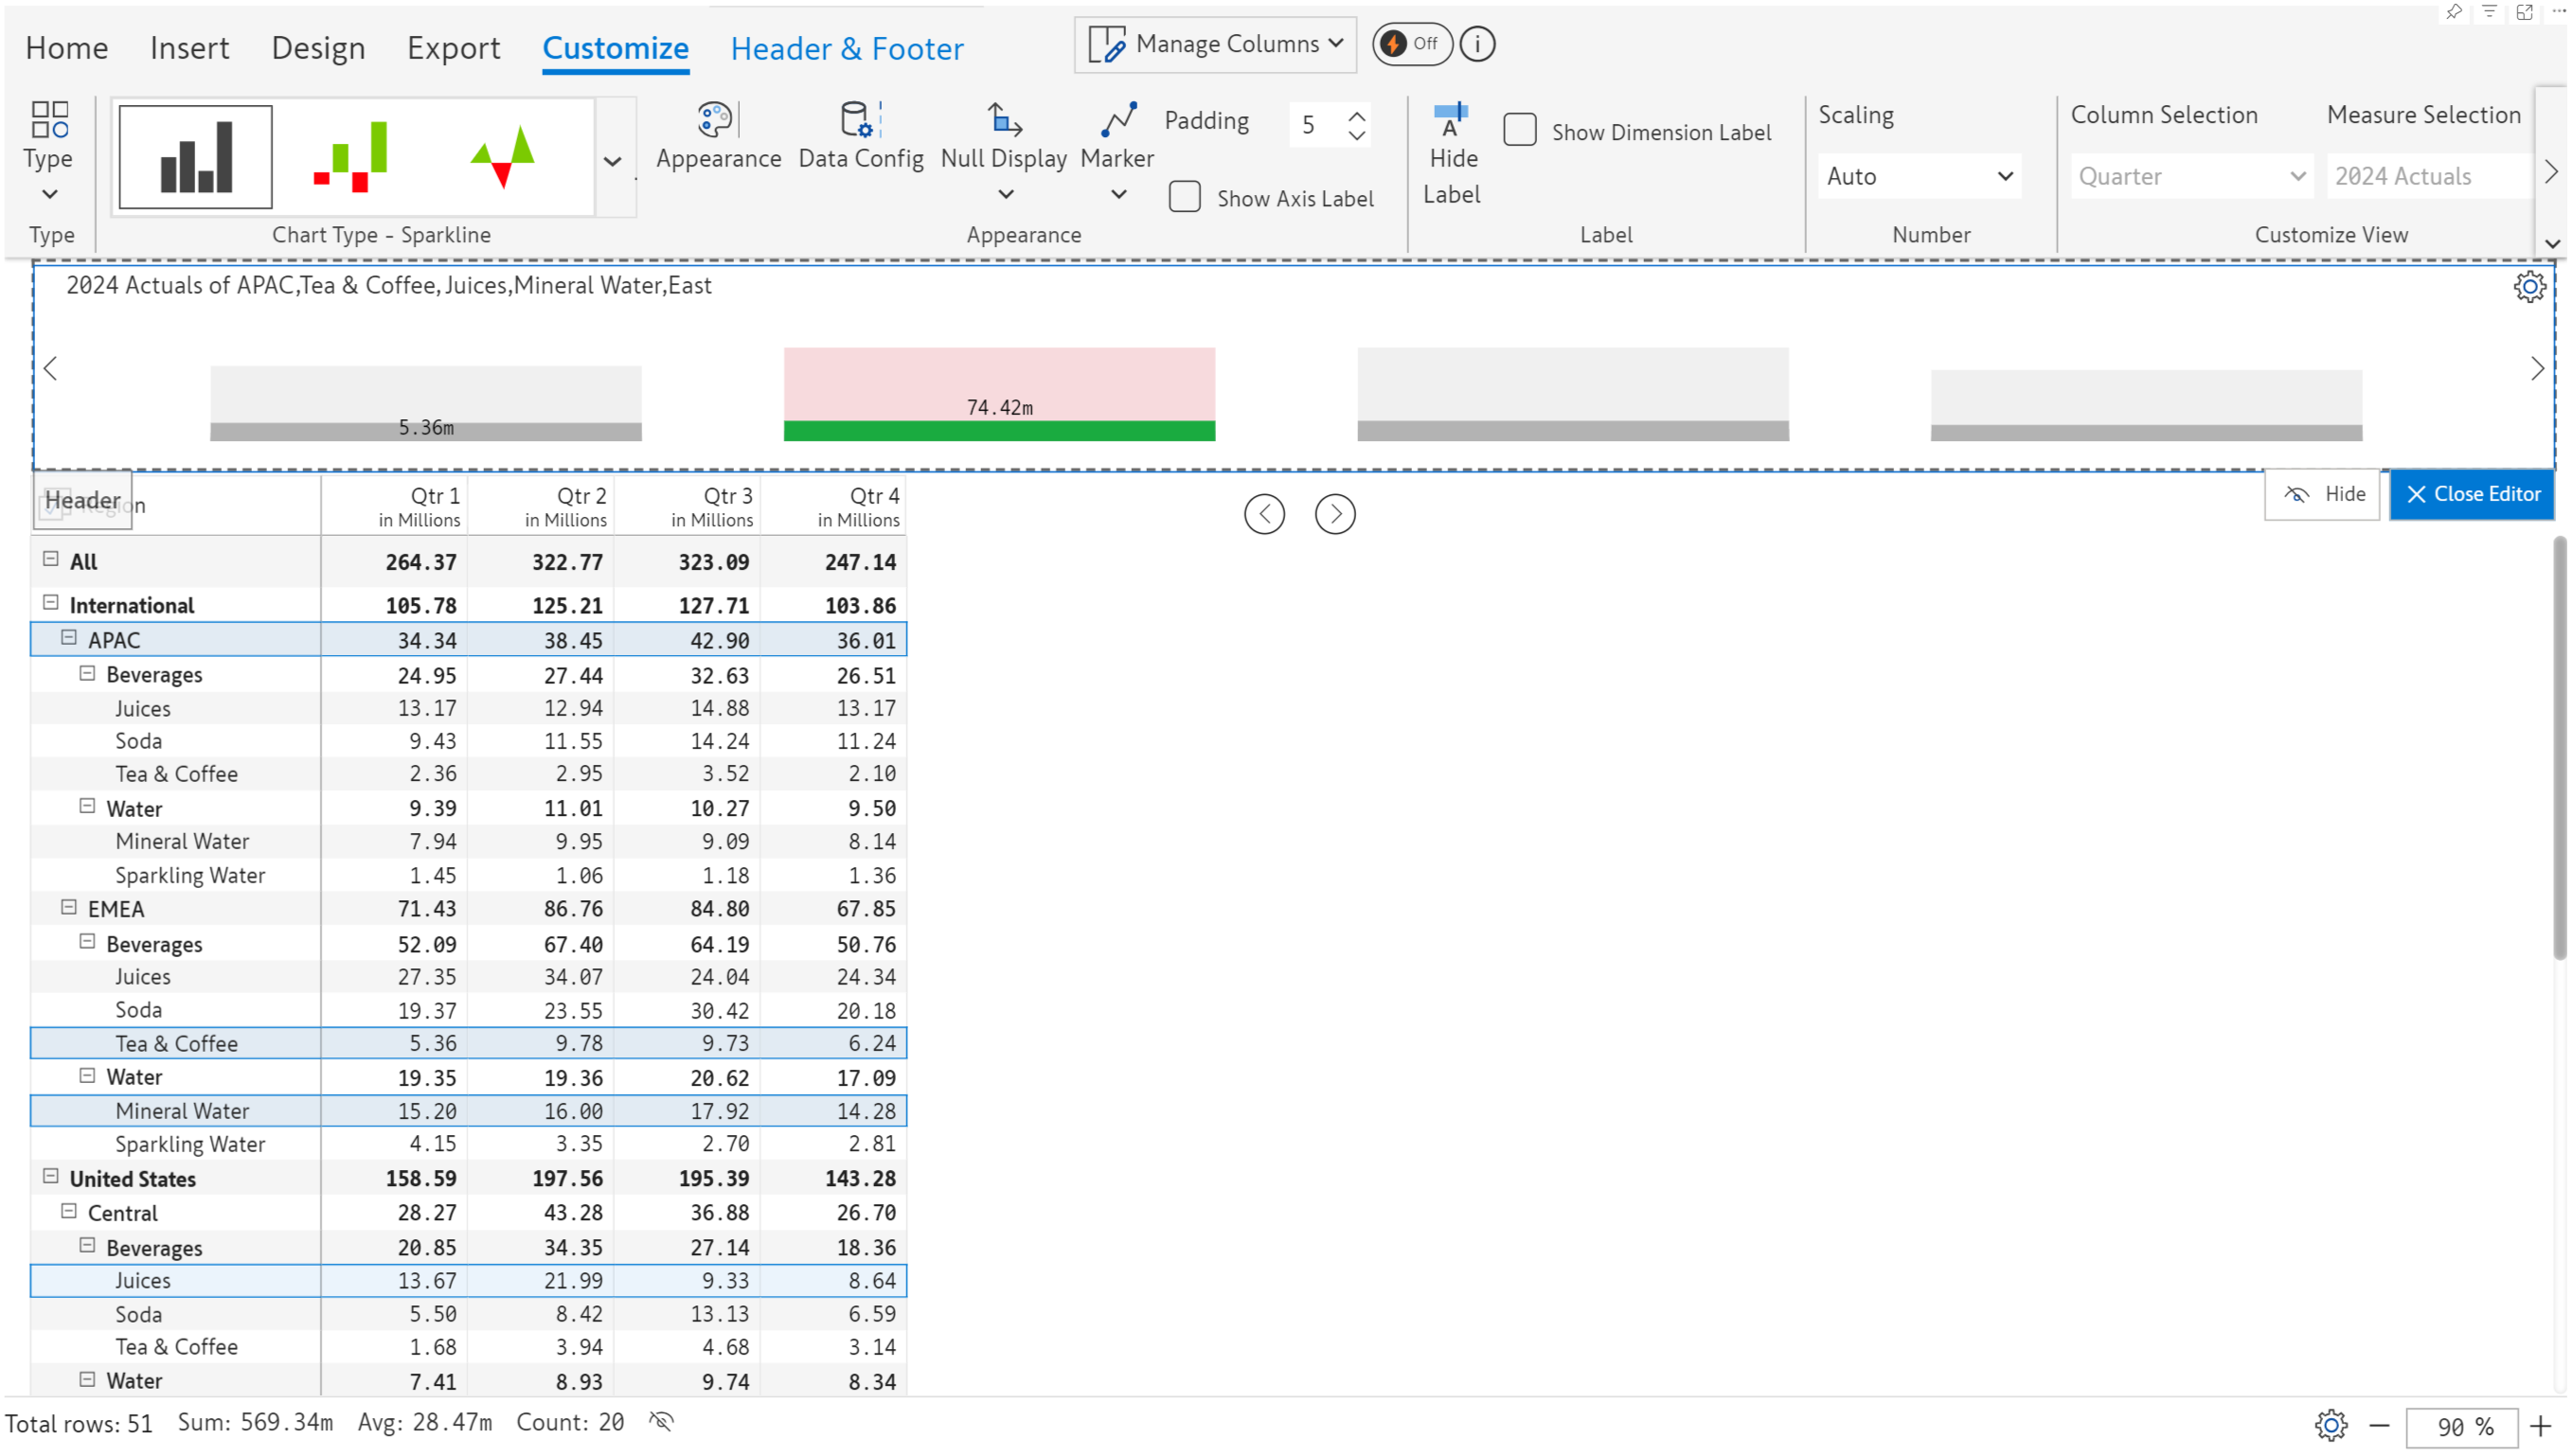 Home Insert Design Export Customize Header & Footer Manage Columns Off i
Type Appearance Data Config Null Display Marker Padding 5 Show Axis Label Hide Label Show Dimension Label Scaling Auto Column Selection Quarter Measure Selection 2024 Actuals
Type Chart Type - Sparkline Appearance Label Number Customize View
2024 Actuals of APAC,Tea & Coffee,Juices,Mineral Water,East
5.36m 74.42m
Header Region
Hide Close Editor
Qtr 1 Qtr 2 Qtr 3 Qtr 4
in Millions in Millions in Millions in Millions
All 264.37 322.77 323.09 247.14
International 105.78 125.21 127.71 103.86
APAC 34.34 38.45 42.90 36.01
Beverages 24.95 27.44 32.63 26.51
Juices 13.17 12.94 14.88 13.17
Soda 9.43 11.55 14.24 11.24
Tea & Coffee 2.36 2.95 3.52 2.10
Water 9.39 11.01 10.27 9.50
Mineral Water 7.94 9.95 9.09 8.14
Sparkling Water 1.45 1.06 1.18 1.36
EMEA 71.43 86.76 84.80 67.85
Beverages 52.09 67.40 64.19 50.76
Juices 27.35 34.07 24.04 24.34
Soda 19.37 23.55 30.42 20.18
Tea & Coffee 5.36 9.78 9.73 6.24
Water 19.35 19.36 20.62 17.09
Mineral Water 15.20 16.00 17.92 14.28
Sparkling Water 4.15 3.35 2.70 2.81
United States 158.59 197.56 195.39 143.28
Central 28.27 43.28 36.88 26.70
Beverages 20.85 34.35 27.14 18.36
Juices 13.67 21.99 9.33 8.64
Soda 5.50 8.42 13.13 6.59
Tea & Coffee 1.68 3.94 4.68 3.14
Water 7.41 8.93 9.74 8.34
Total rows: 51 Sum: 569.34m Avg: 28.47m Count: 20 90 %